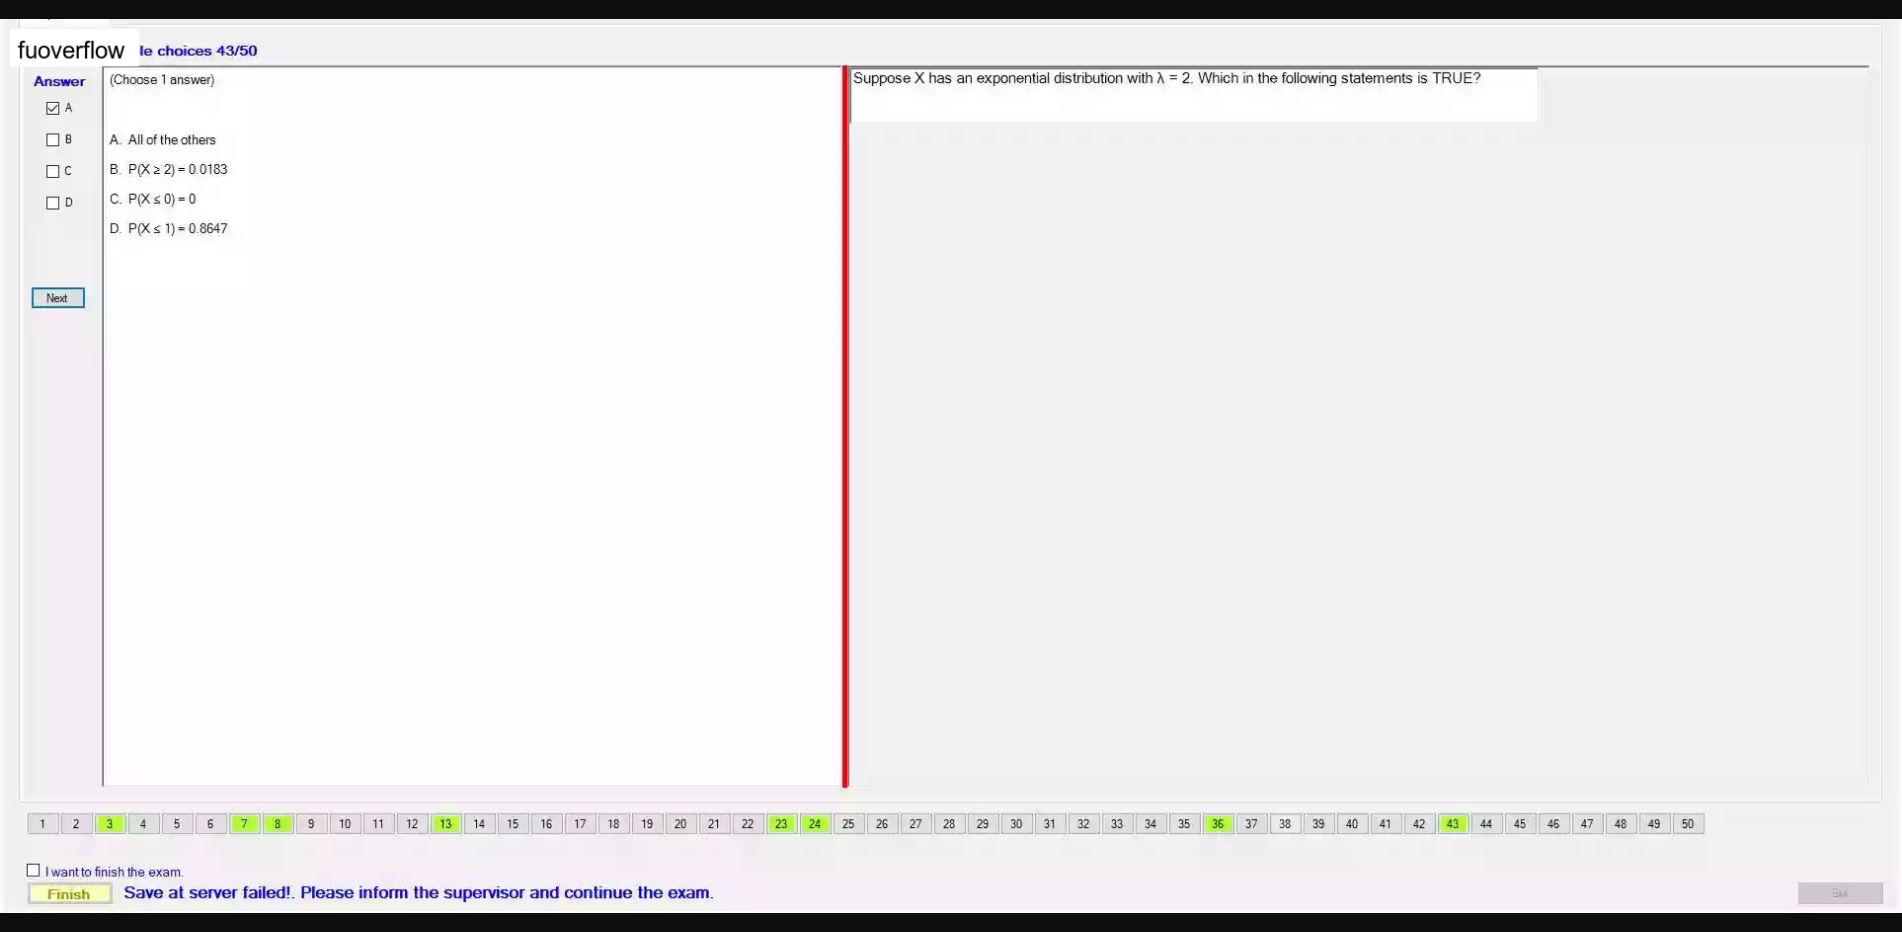 fuoverflow
le choices 43/50
Answer
A
B
C
D
Next
(Choose 1 answer)
A. All of the others
B. P(X ≥ 2) = 0.0183
C. P(X ≤ 0) = 0
D. P(X ≤ 1) = 0.8647
Suppose X has an exponential distribution with λ = 2. Which in the following statements is TRUE?
1 2 3 4 5 6 7 8 9 10 11 12 13 14 15 16 17 18 19 20 21 22 23 24 25 26 27 28 29 30 31 32 33 34 35 36 37 38 39 40 41 42 43 44 45 46 47 48 49 50
I want to finish the exam.
Finish
Save at server failed!. Please inform the supervisor and continue the exam.